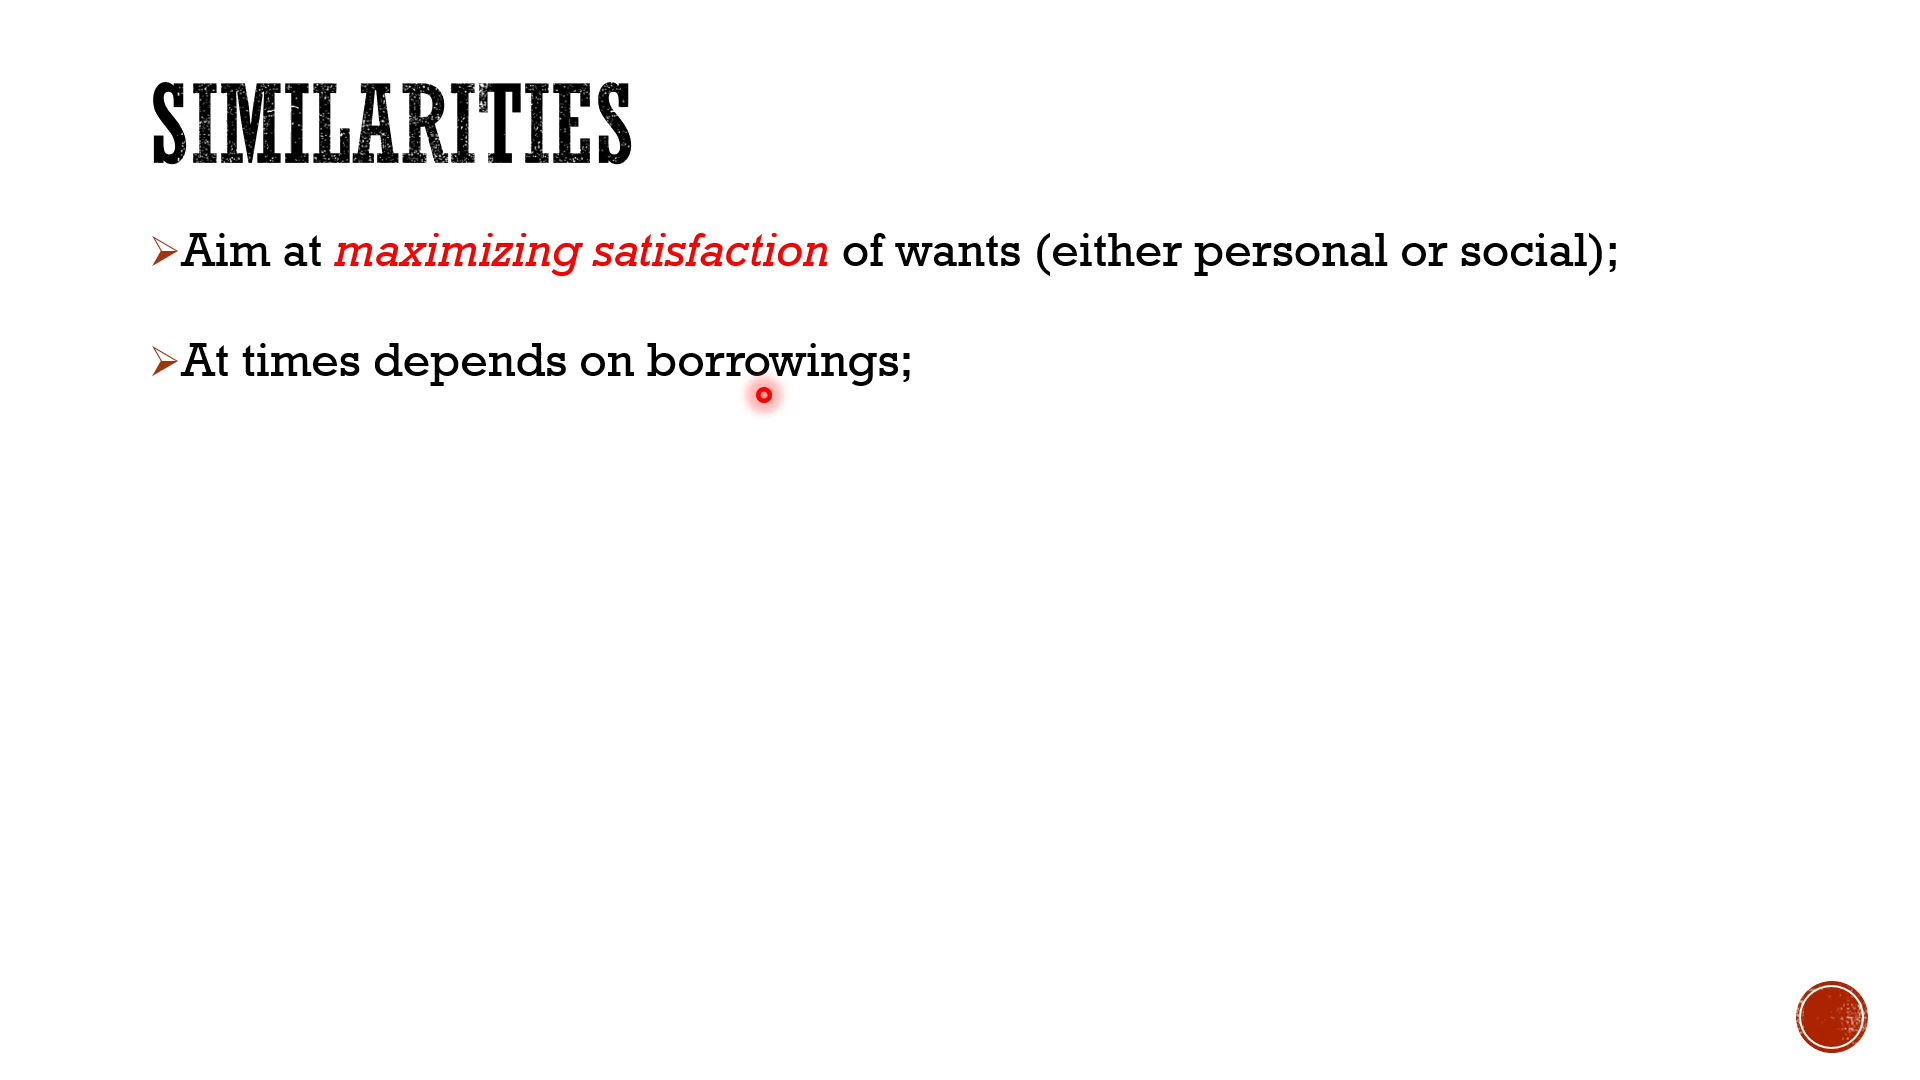 SIMILARITIES
Aim at maximizing satisfaction of wants (either personal or social);
At times depends on borrowings;